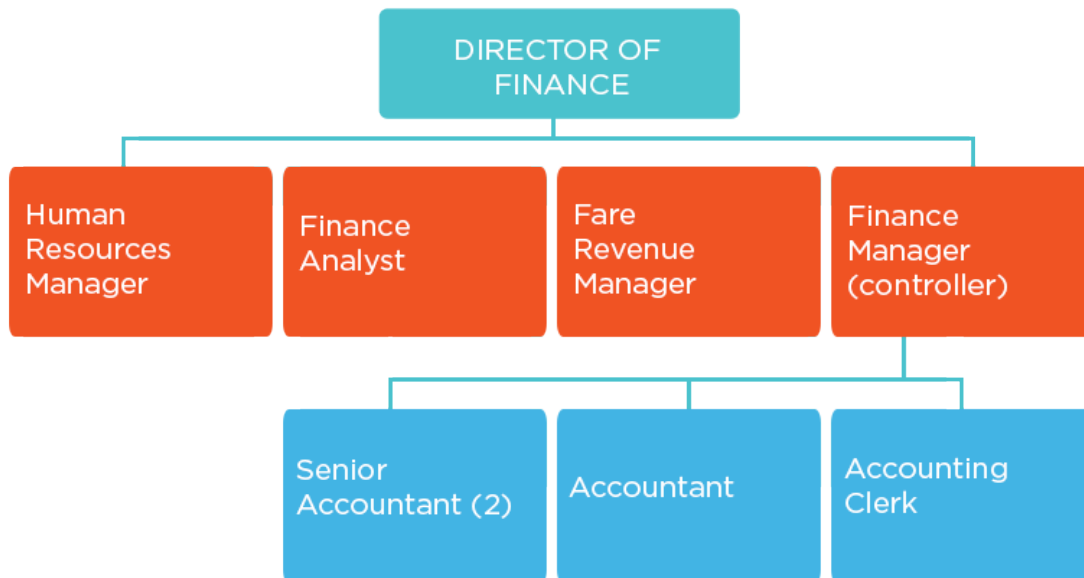 DIRECTOR OF
FINANCE
Human
Resources
Manager
Finance
Analyst
Fare
Revenue
Manager
Finance
Manager
(controller)
Senior
Accountant (2)
Accountant
Accounting
Clerk